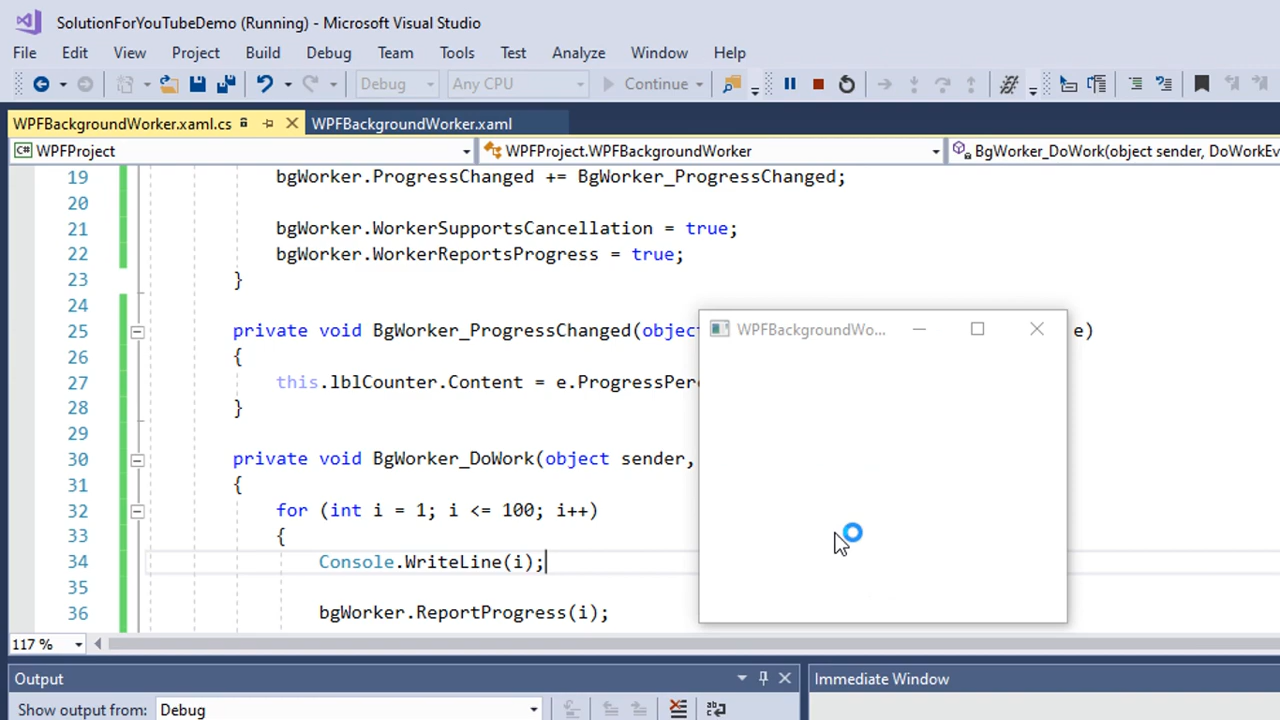 SolutionForYouTubeDemo (Running) - Microsoft Visual Studio
File Edit View Project Build Debug Team Tools Test Analyze Window Help
Debug Any CPU Continue
WPFBackgroundWorker.xaml.cs WPFBackgroundWorker.xaml
C# WPFProject WPFProject.WPFBackgroundWorker BgWorker_DoWork(object sender, DoWorkEv
19 bgWorker.ProgressChanged += BgWorker_ProgressChanged;
20
21 bgWorker.WorkerSupportsCancellation = true;
22 bgWorker.WorkerReportsProgress = true;
23 }
24
25 private void BgWorker_ProgressChanged(objec e)
26 {
27 this.lblCounter.Content = e.ProgressPer
28 }
29
30 private void BgWorker_DoWork(object sender,
31 {
32 for (int i = 1; i <= 100; i++)
33 {
34 Console.WriteLine(i);
35
36 bgWorker.ReportProgress(i);
WPFBackgroundWo...
117 %
Output
Show output from: Debug
Immediate Window